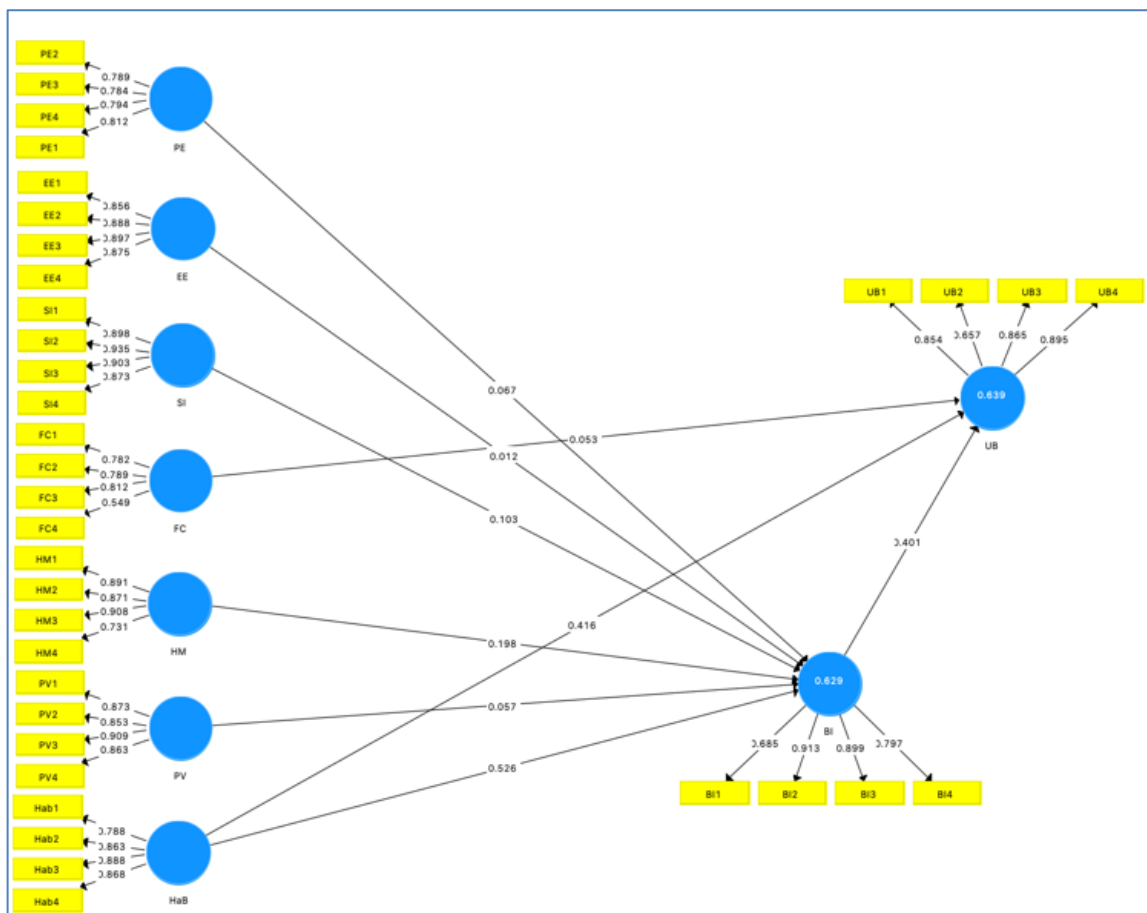 PE2
PE3
PE4
PE1
0.789
0.784
0.794
0.812
PE
EE1
EE2
EE3
EE4
0.856
0.888
0.897
0.875
EE
SI1
SI2
SI3
SI4
0.898
0.935
0.903
0.873
SI
FC1
FC2
FC3
FC4
0.782
0.789
0.812
0.549
FC
HM1
HM2
HM3
HM4
0.891
0.871
0.908
0.731
HM
PV1
PV2
PV3
PV4
0.873
0.853
0.909
0.863
PV
Hab1
Hab2
Hab3
Hab4
0.788
0.863
0.888
0.868
HaB
0.067
0.053
0.012
0.103
0.416
0.198
0.057
0.526
0.401
UB1 UB2 UB3 UB4
0.854 0.657 0.865 0.895
0.639
UB
0.629
BI
0.685 0.913 0.899 0.797
BI1 BI2 BI3 BI4